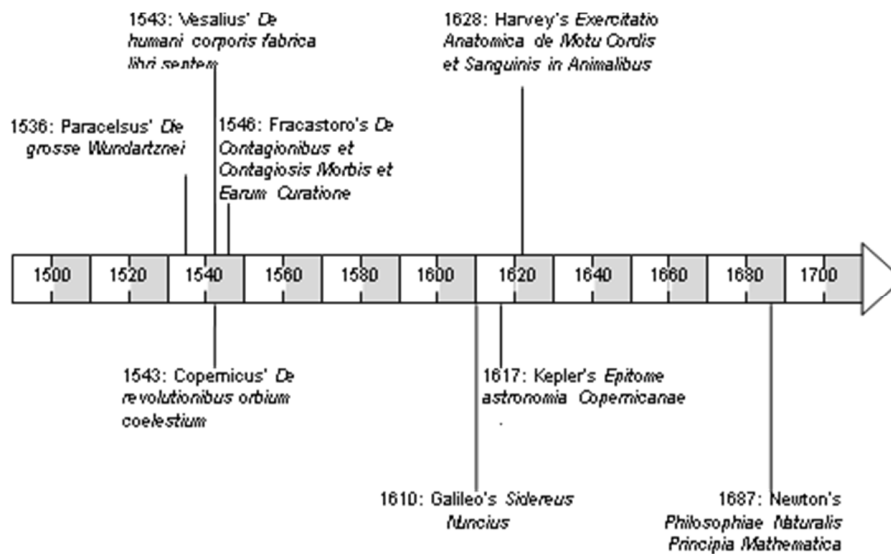 1543: Vesalius' De
humani corporis fabrica
libri septem
1628: Harvey's Exercitatio
Anatomica de Motu Cordis
et Sanguinis in Animalibus
1536: Paracelsus' Die
grosse Wundartznei
1546: Fracastoro's De
Contagionibus et
Contagiosis Morbis et
Earum Curatione
1500 1520 1540 1560 1580 1600 1620 1640 1660 1680 1700
1543: Copernicus' De
revolutionibus orbium
coelestium
1617: Kepler's Epitome
astronomia Copernicanae
.
1610: Galileo's Sidereus
Nuncius
1687: Newton's
Philosophiae Naturalis
Principia Mathematica